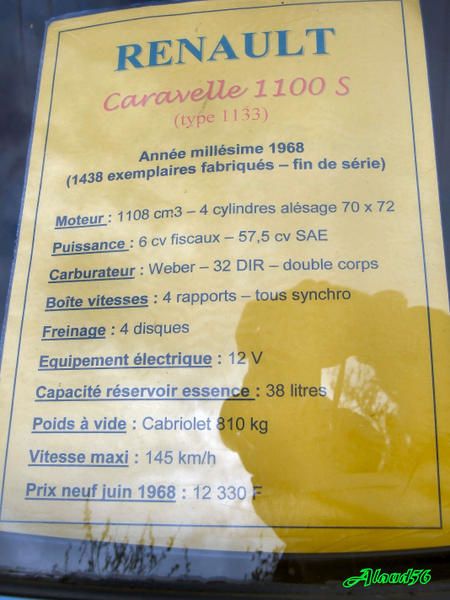 RENAULT
Caravelle 1100 S
(type 1133)
Année millésime 1968
(1438 exemplaires fabriqués – fin de série)
Moteur : 1108 cm3 – 4 cylindres alésage 70 x 72
Puissance : 6 cv fiscaux – 57,5 cv SAE
Carburateur : Weber – 32 DIR – double corps
Boîte vitesses : 4 rapports – tous synchro
Freinage : 4 disques
Equipement électrique : 12 V
Capacité réservoir essence : 38 litres
Poids à vide : Cabriolet 810 kg
Vitesse maxi : 145 km/h
Prix neuf juin 1968 : 12 330 F
Alaud56